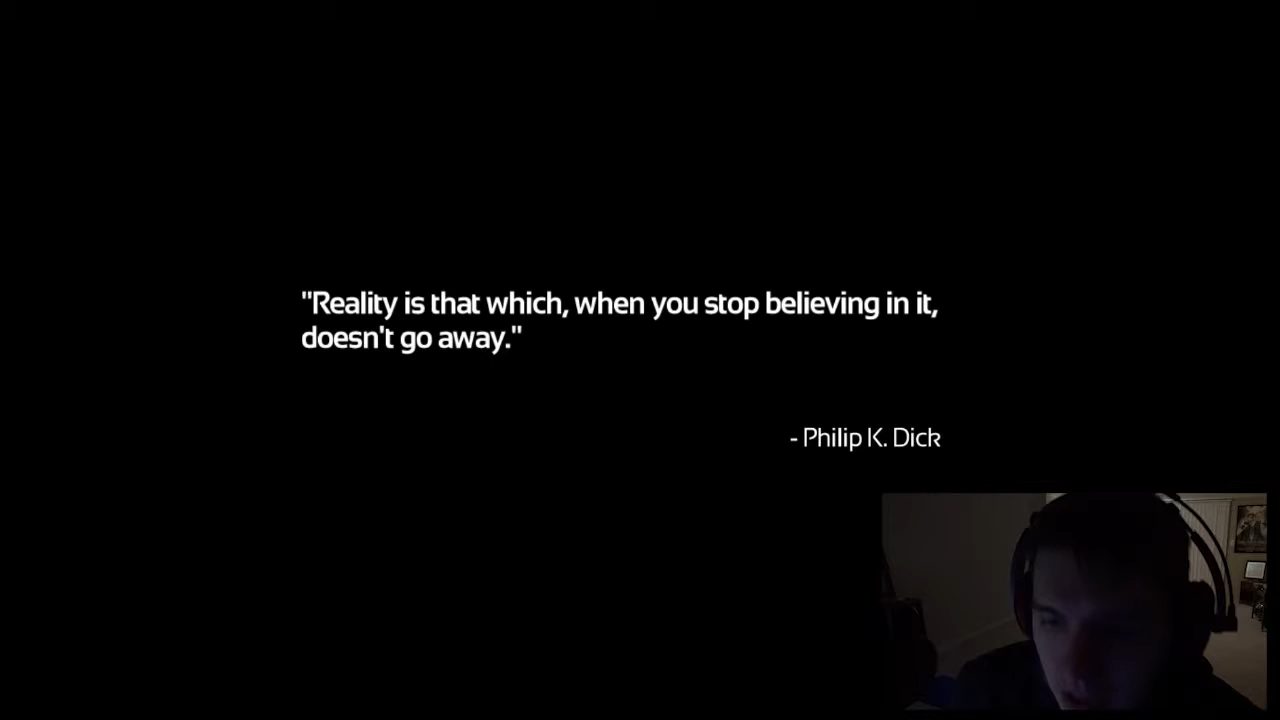 "Reality is that which, when you stop believing in it,
doesn't go away."
- Philip K. Dick